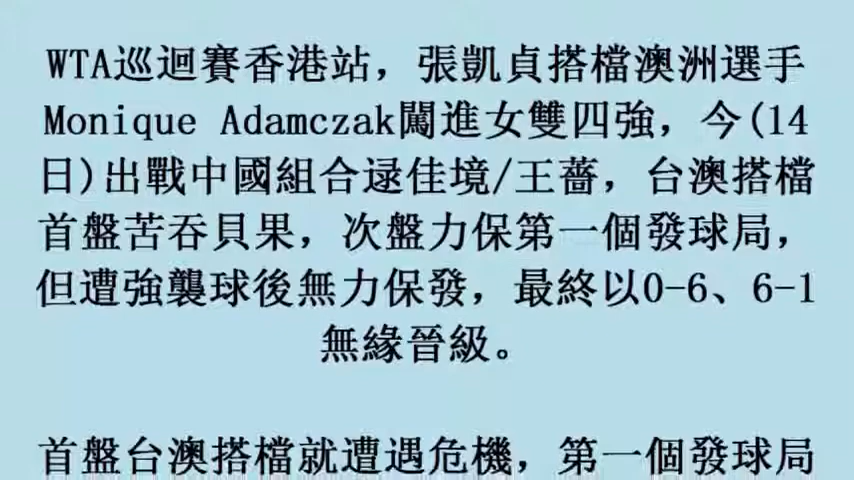 WTA巡迴賽香港站，張凱貞搭檔澳洲選手
Monique Adamczak闖進女雙四強，今(14
日)出戰中國組合逯佳境/王薔，台澳搭檔
首盤苦吞貝果，次盤力保第一個發球局，
但遭強襲球後無力保發，最終以0-6、6-1
無緣晉級。
首盤台澳搭檔就遭遇危機，第一個發球局